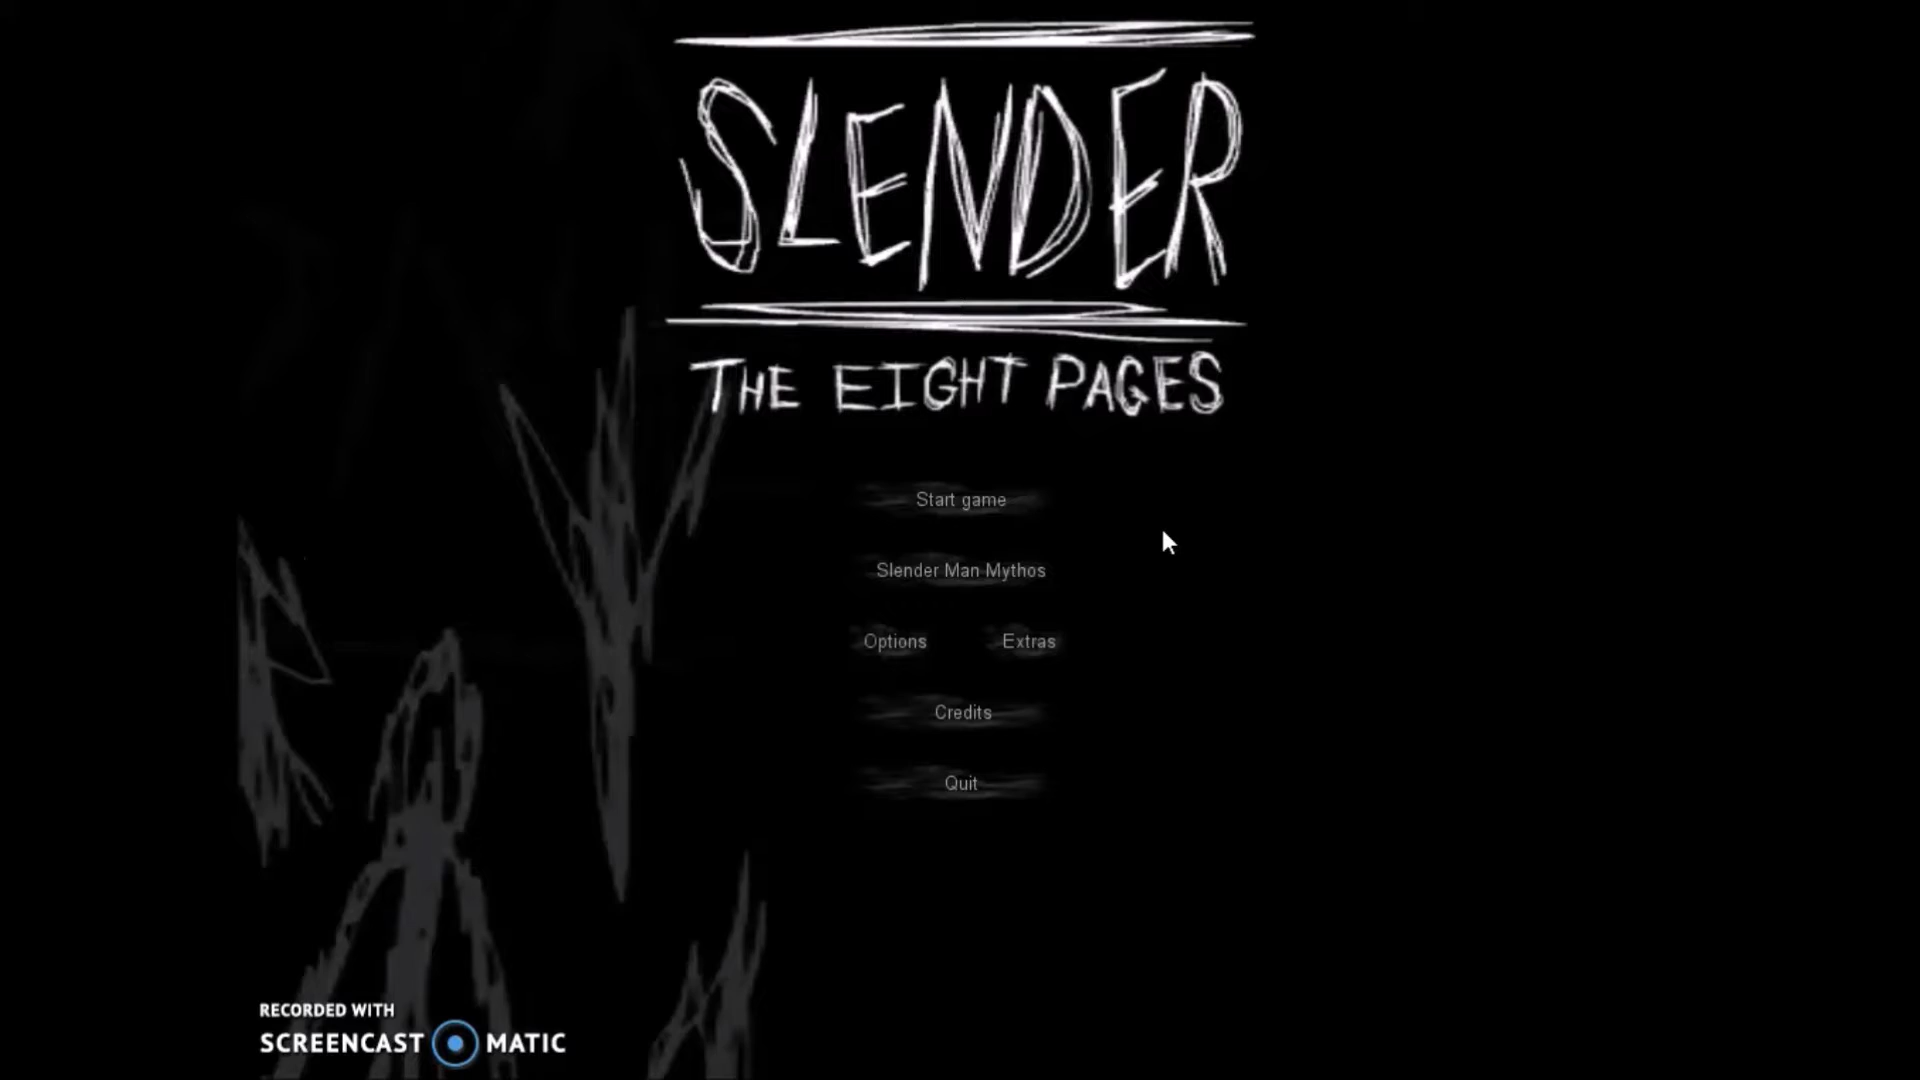 SLENDER
THE EIGHT PAGES
Start game
Slender Man Mythos
Options Extras
Credits
Quit
RECORDED WITH
SCREENCAST MATIC